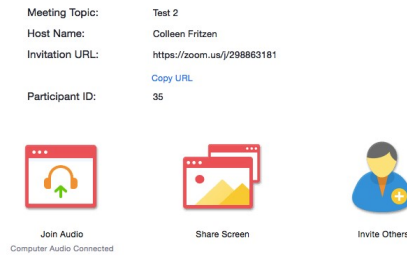 Meeting Topic: Test 2
Host Name: Colleen Fritzen
Invitation URL: https://zoom.us/j/298863181
Copy URL
Participant ID: 35
Join Audio Share Screen Invite Others
Computer Audio Connected